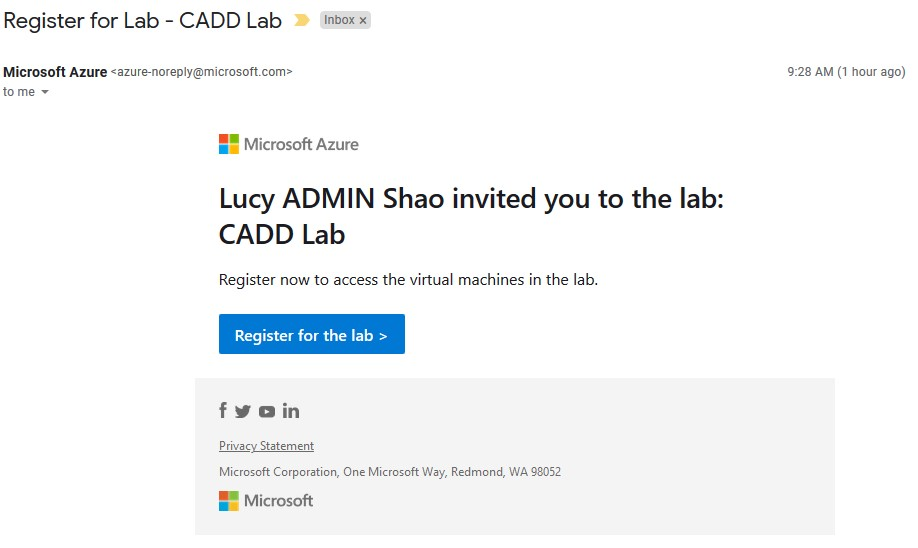 Register for Lab - CADD Lab Inbox x
Microsoft Azure <azure-noreply@microsoft.com> 9:28 AM (1 hour ago)
to me
Microsoft Azure
Lucy ADMIN Shao invited you to the lab:
CADD Lab
Register now to access the virtual machines in the lab.
Register for the lab >
f in
Privacy Statement
Microsoft Corporation, One Microsoft Way, Redmond, WA 98052
Microsoft